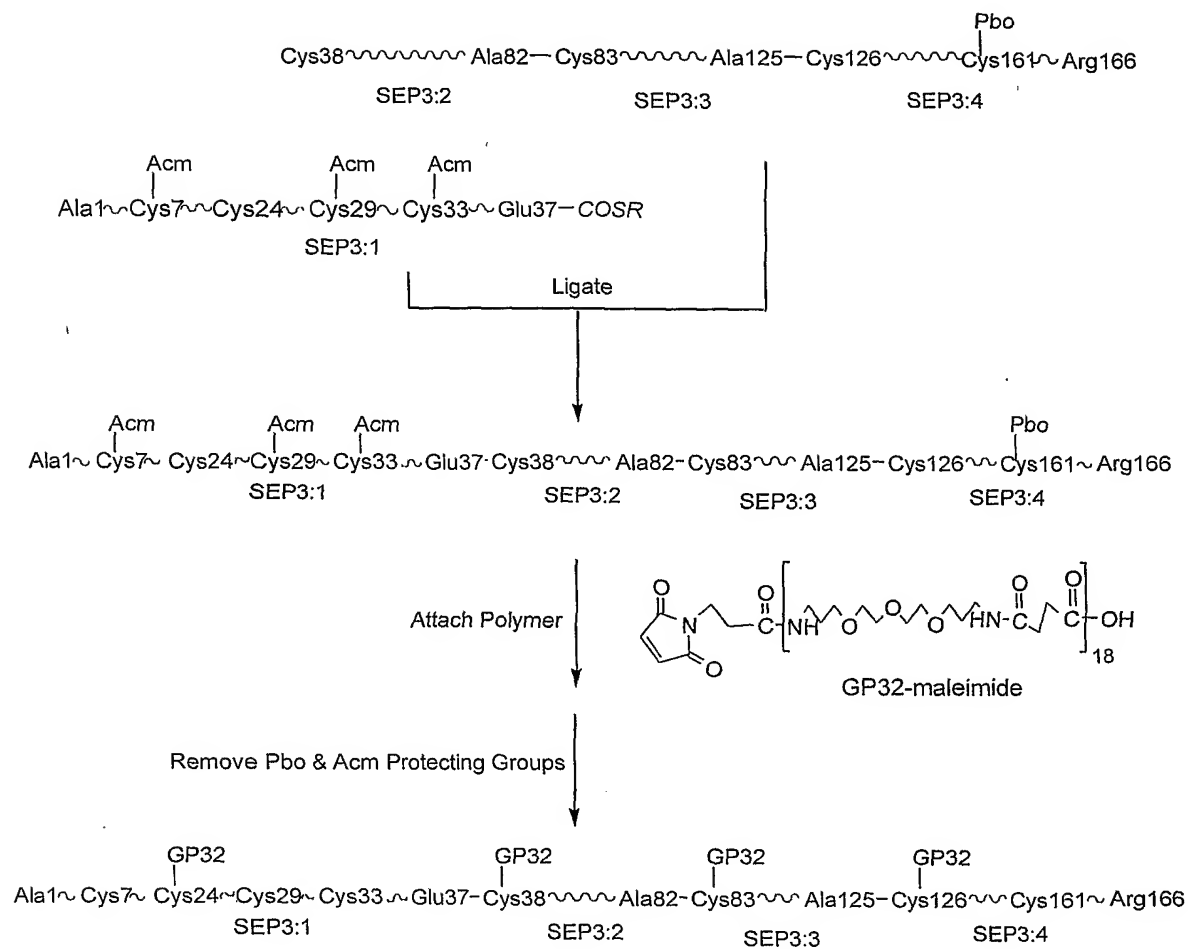 Pbo
Cys38 Ala82—Cys83 Ala125—Cys126 Cys161 Arg166
SEP3:2 SEP3:3 SEP3:4
Acm Acm Acm
Ala1 Cys7 Cys24 Cys29 Cys33 Glu37—COSR
SEP3:1
Ligate
Acm Acm Acm Pbo
Ala1 Cys7 Cys24 Cys29 Cys33 Glu37-Cys38 Ala82-Cys83 Ala125-Cys126 Cys161 Arg166
SEP3:1 SEP3:2 SEP3:3 SEP3:4
Attach Polymer
O O O O O
N C NH O O HN-C C OH
O 18
GP32-maleimide
Remove Pbo & Acm Protecting Groups
GP32 GP32 GP32 GP32
Ala1 Cys7 Cys24 Cys29 Cys33 Glu37-Cys38 Ala82-Cys83 Ala125-Cys126 Cys161 Arg166
SEP3:1 SEP3:2 SEP3:3 SEP3:4